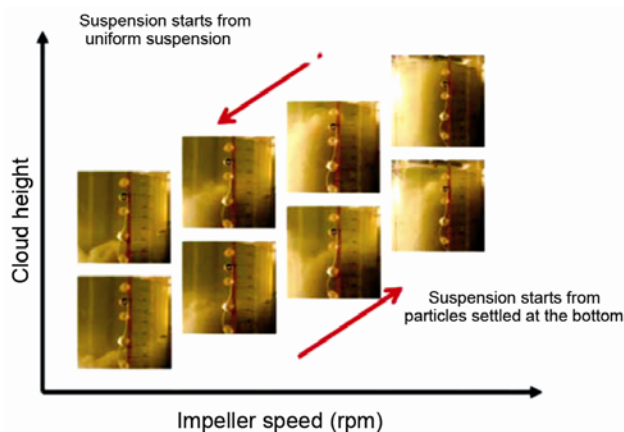 Suspension starts from
uniform suspension
Cloud height
Suspension starts from
particles settled at the bottom
Impeller speed (rpm)